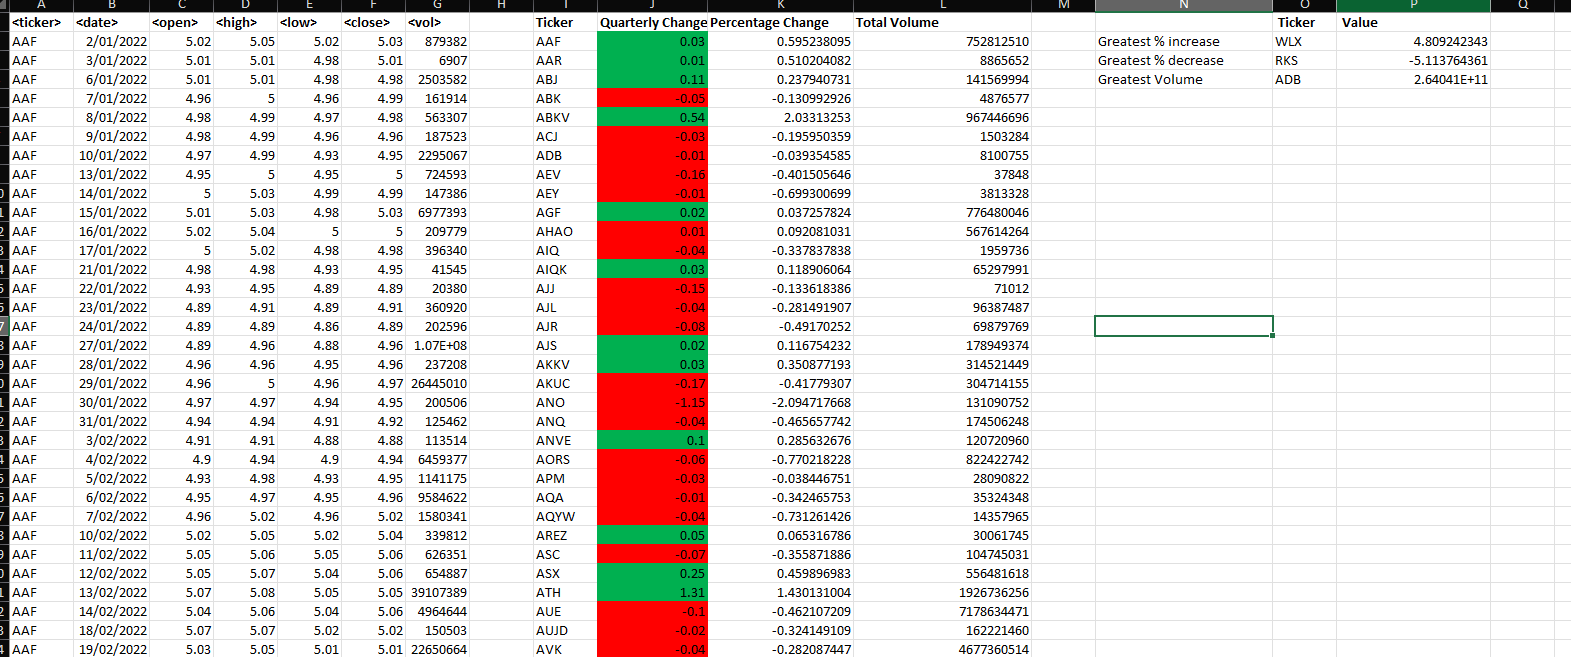 A B C D E F G H I J K L M N O P Q
<ticker> <date> <open> <high> <low> <close> <vol> Ticker Quarterly Change Percentage Change Total Volume Ticker Value
AAF 2/01/2022 5.02 5.05 5.02 5.03 879382 AAF 0.03 0.595238095 752812510 Greatest % increase WLX 4.809242343
AAF 3/01/2022 5.01 5.01 4.98 5.01 6907 AAR 0.01 0.510204082 8865652 Greatest % decrease RKS -5.113764361
AAF 6/01/2022 5.01 5.01 4.98 4.98 2503582 ABJ 0.11 0.237940731 141569994 Greatest Volume ADB 2.64041E+11
AAF 7/01/2022 4.96 5 4.96 4.99 161914 ABK -0.05 -0.130992926 4876577
AAF 8/01/2022 4.98 4.99 4.97 4.98 563307 ABKV 0.54 2.03313253 967446696
AAF 9/01/2022 4.98 4.99 4.96 4.96 187523 ACJ -0.03 -0.195950359 1503284
AAF 10/01/2022 4.97 4.99 4.93 4.95 2295067 ADB -0.01 -0.039354585 8100755
AAF 13/01/2022 4.95 5 4.95 5 724593 AEV -0.16 -0.401505646 37848
AAF 14/01/2022 5 5.03 4.99 4.99 147386 AEY -0.01 -0.699300699 3813328
AAF 15/01/2022 5.01 5.03 4.98 5.03 6977393 AGF 0.02 0.037257824 776480046
AAF 16/01/2022 5.02 5.04 5 5 209779 AHAO 0.01 0.092081031 567614264
AAF 17/01/2022 5 5.02 4.98 4.98 396340 AIQ -0.04 -0.337837838 1959736
AAF 21/01/2022 4.98 4.98 4.93 4.95 41545 AIQK 0.03 0.118906064 65297991
AAF 22/01/2022 4.93 4.95 4.89 4.89 20380 AJJ -0.15 -0.133618386 71012
AAF 23/01/2022 4.89 4.91 4.89 4.91 360920 AJL -0.04 -0.281491907 96387487
AAF 24/01/2022 4.89 4.89 4.86 4.89 202596 AJR -0.08 -0.49170252 69879769
AAF 27/01/2022 4.89 4.96 4.88 4.96 1.07E+08 AJS 0.02 0.116754232 178949374
AAF 28/01/2022 4.96 4.96 4.95 4.96 237208 AKKV 0.03 0.350877193 314521449
AAF 29/01/2022 4.96 5 4.96 4.97 26445010 AKUC -0.17 -0.41779307 304714155
AAF 30/01/2022 4.97 4.97 4.94 4.95 200506 ANO -1.15 -2.094717668 131090752
AAF 31/01/2022 4.94 4.94 4.91 4.92 125462 ANQ -0.04 -0.465657742 174506248
AAF 3/02/2022 4.91 4.91 4.88 4.88 113514 ANVE 0.1 0.285632676 120720960
AAF 4/02/2022 4.9 4.94 4.9 4.94 6459377 AORS -0.06 -0.770218228 822422742
AAF 5/02/2022 4.93 4.98 4.93 4.95 1141175 APM -0.03 -0.038446751 28090822
AAF 6/02/2022 4.95 4.97 4.95 4.96 9584622 AQA -0.01 -0.342465753 35324348
AAF 7/02/2022 4.96 5.02 4.96 5.02 1580341 AQYW -0.04 -0.731261426 14357965
AAF 10/02/2022 5.02 5.05 5.02 5.04 339812 AREZ 0.05 0.065316786 30061745
AAF 11/02/2022 5.05 5.06 5.05 5.06 626351 ASC -0.07 -0.355871886 104745031
AAF 12/02/2022 5.05 5.07 5.04 5.06 654887 ASX 0.25 0.459896983 556481618
AAF 13/02/2022 5.07 5.08 5.05 5.05 39107389 ATH 1.31 1.430131004 1926736256
AAF 14/02/2022 5.04 5.06 5.04 5.06 4964644 AUE -0.1 -0.462107209 7178634471
AAF 18/02/2022 5.07 5.07 5.02 5.02 150503 AUJD -0.02 -0.324149109 162221460
AAF 19/02/2022 5.03 5.05 5.01 5.01 22650664 AVK -0.04 -0.282087447 4677360514